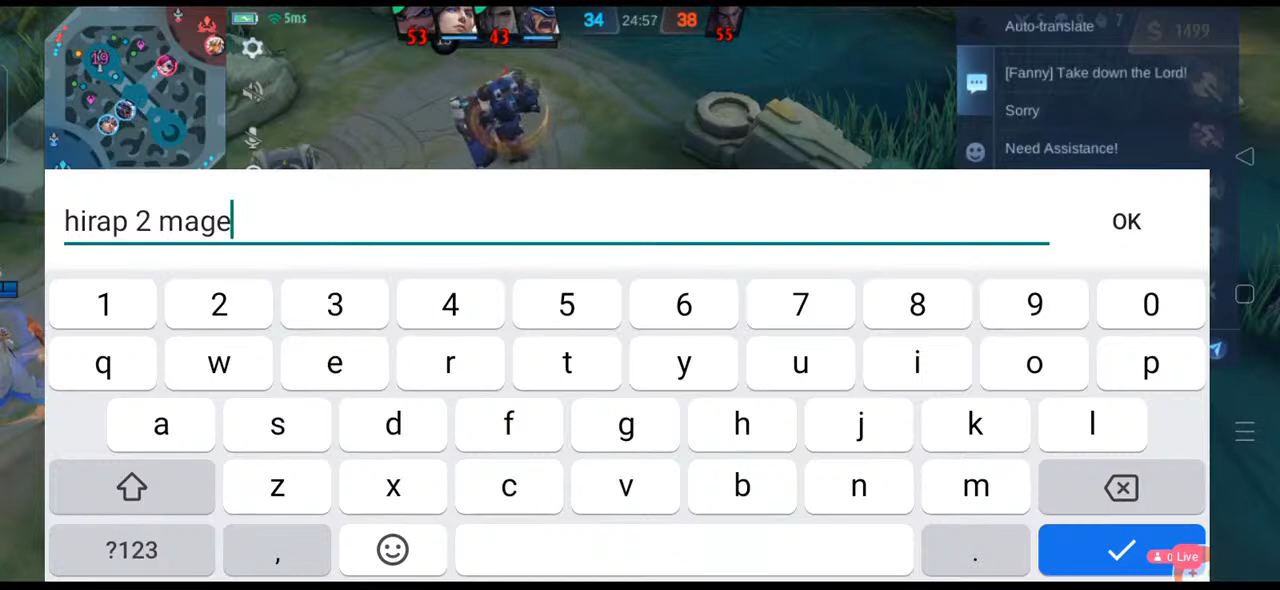 5ms
53
43
34
24:57
38
55
Auto-translate
1499
[Fanny] Take down the Lord!
Sorry
Need Assistance!
hirap 2 mage
OK
1 2 3 4 5 6 7 8 9 0
q w e r t y u i o p
a s d f g h j k l
z x c v b n m
?123 , .
0 Live